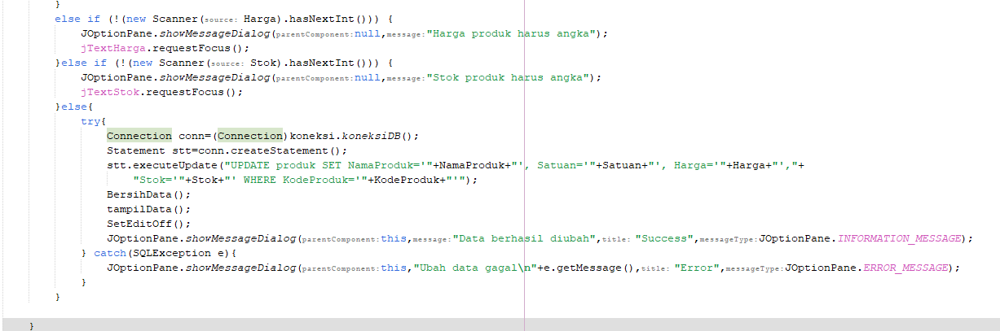 }
else if (!(new Scanner(source: Harga).hasNextInt())) {
JOptionPane.showMessageDialog(parentComponent:null,message:"Harga produk harus angka");
jTextHarga.requestFocus();
}else if (!(new Scanner(source: Stok).hasNextInt())) {
JOptionPane.showMessageDialog(parentComponent:null,message:"Stok produk harus angka");
jTextStok.requestFocus();
}else{
try{
Connection conn=(Connection)koneksi.koneksiDB();
Statement stt=conn.createStatement();
stt.executeUpdate("UPDATE produk SET NamaProduk='"+NamaProduk+"', Satuan='"+Satuan+"', Harga='"+Harga+"',"+
"Stok='"+Stok+"' WHERE KodeProduk='"+KodeProduk+"'");
BersihData();
tampilData();
SetEditOff();
JOptionPane.showMessageDialog(parentComponent:this,message:"Data berhasil diubah",title: "Success",messageType:JOptionPane.INFORMATION_MESSAGE);
} catch(SQLException e){
JOptionPane.showMessageDialog(parentComponent:this,"Ubah data gagal\n"+e.getMessage(),title: "Error",messageType:JOptionPane.ERROR_MESSAGE);
}
}
}